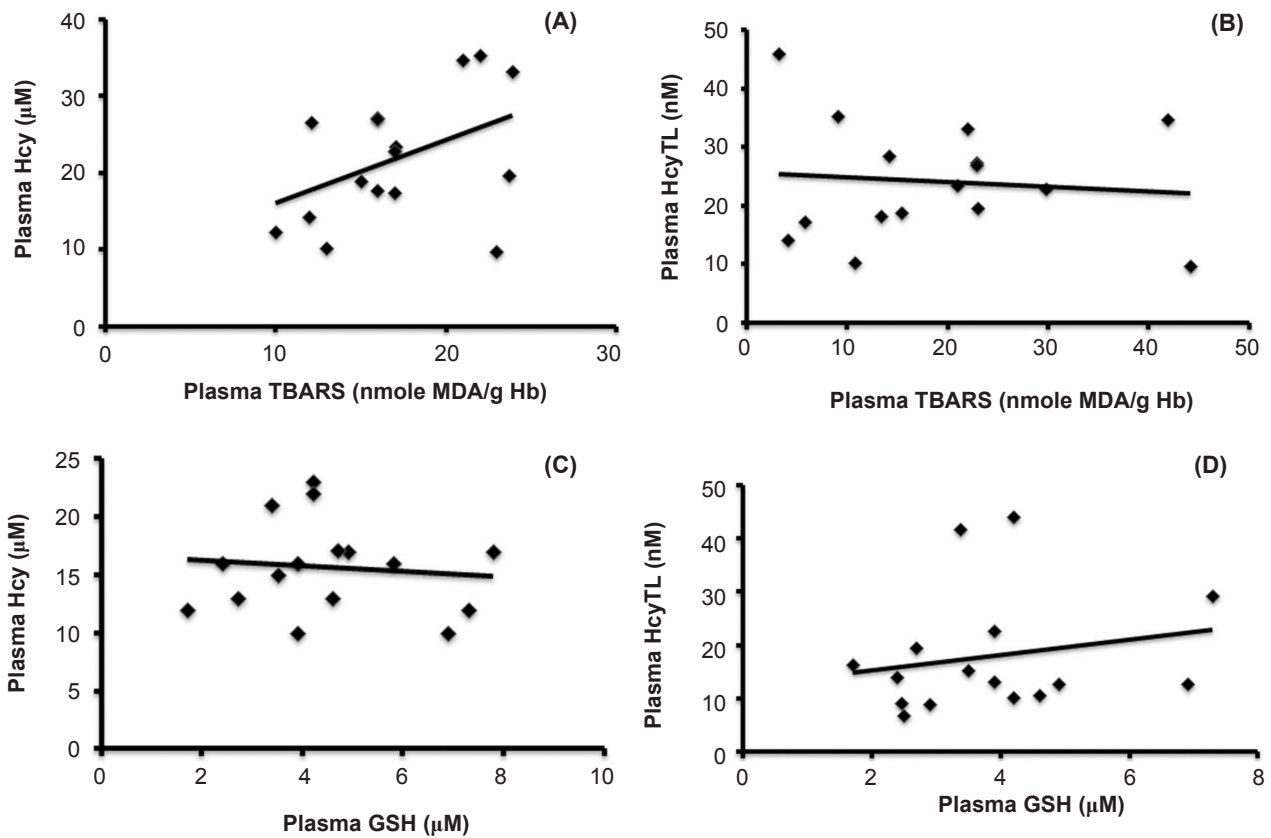 (A)
Plasma Hcy (μM)
40
30
20
10
0
0 10 20 30
Plasma TBARS (nmole MDA/g Hb)
(B)
Plasma HcyTL (nM)
50
40
30
20
10
0
0 10 20 30 40 50
Plasma TBARS (nmole MDA/g Hb)
(C)
Plasma Hcy (μM)
25
20
15
10
5
0
0 2 4 6 8 10
Plasma GSH (μM)
(D)
Plasma HcyTL (nM)
50
40
30
20
10
0
0 2 4 6 8
Plasma GSH (μM)